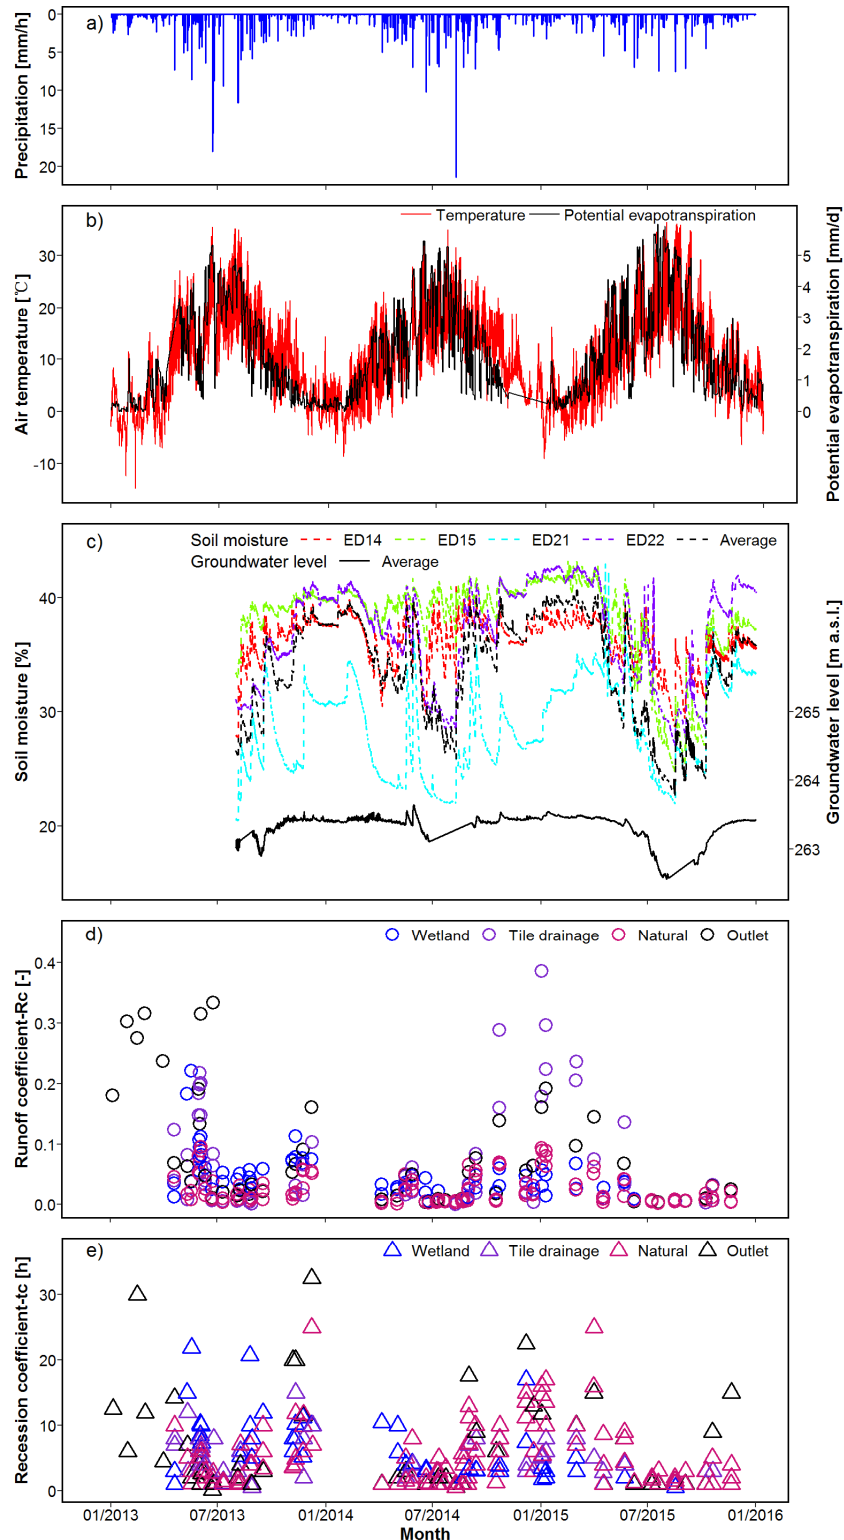 a)
Precipitation [mm/h]
0
5
10
15
20
b)
Temperature
Potential evapotranspiration
Air temperature [℃]
30
20
10
0
-10
Potential evapotranspiration [mm/d]
5
4
3
2
1
0
c)
Soil moisture ED14 ED15 ED21 ED22 Average
Groundwater level Average
Soil moisture [%]
40
30
20
Groundwater level [m a.s.l.]
265
264
263
d)
Wetland Tile drainage Natural Outlet
Runoff coefficient-Rc [-]
0.4
0.3
0.2
0.1
0.0
e)
Wetland Tile drainage Natural Outlet
Recession coefficient-tc [h]
30
20
10
0
01/2013 07/2013 01/2014 07/2014 01/2015 07/2015 01/2016
Month